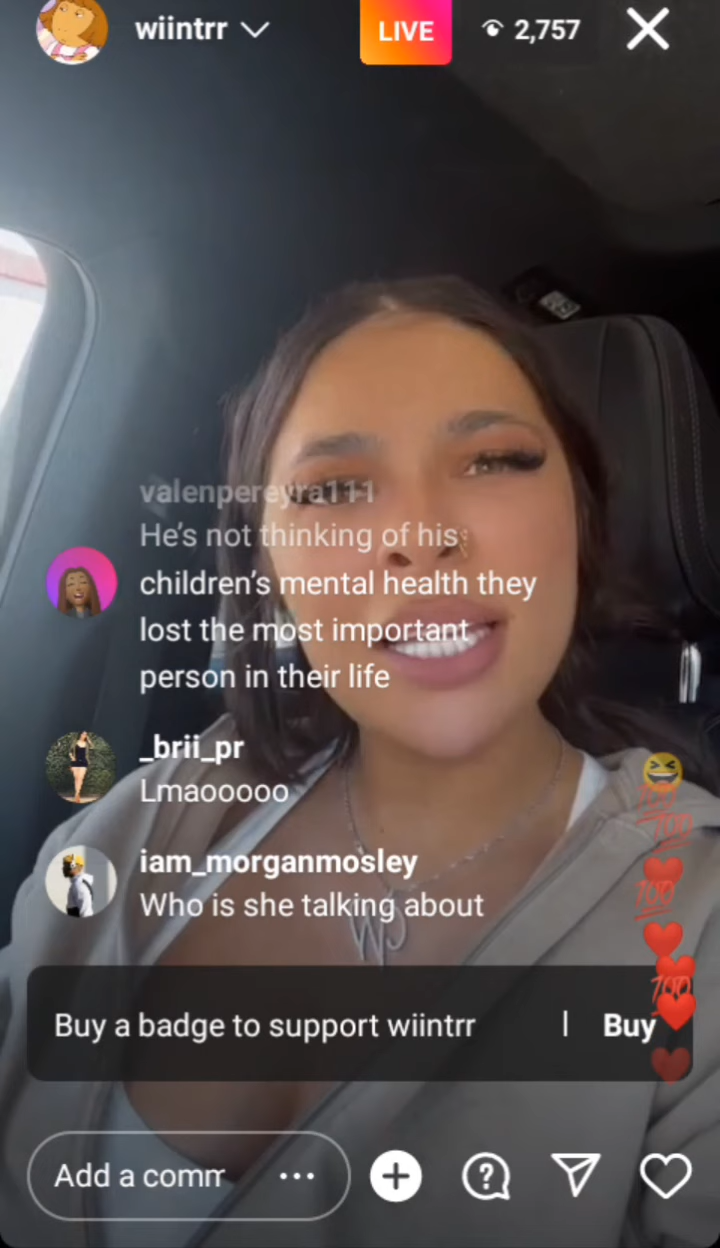 wiintrr
LIVE
2,757
valenpereyra111
He's not thinking of his
children's mental health they
lost the most important
person in their life
_brii_pr
Lmaooooo
iam_morganmosley
Who is she talking about
Buy a badge to support wiintrr
Buy
Add a comm